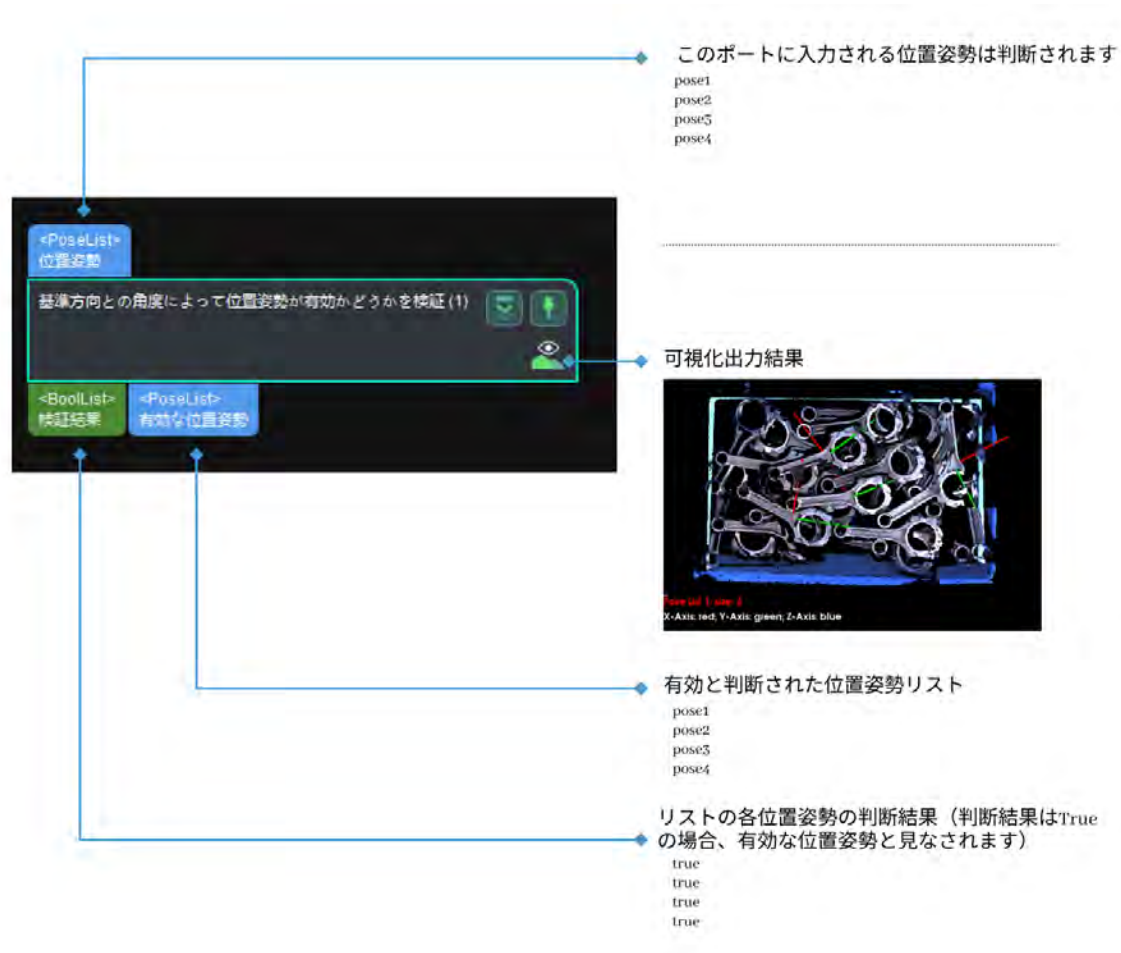 このポートに入力される位置姿勢は判断されます
pose1
pose2
pose3
pose4
<PoseList>
位置姿勢
基準方向との角度によって位置姿勢が有効かどうかを検証 (1)
<BoolList>
検証結果
<PoseList>
有効な位置姿勢
可視化出力結果
X-Axis: red; Y-Axis: green; Z-Axis: blue
有効と判断された位置姿勢リスト
pose1
pose2
pose3
pose4
リストの各位置姿勢の判断結果（判断結果はTrue
の場合、有効な位置姿勢と見なされます）
true
true
true
true